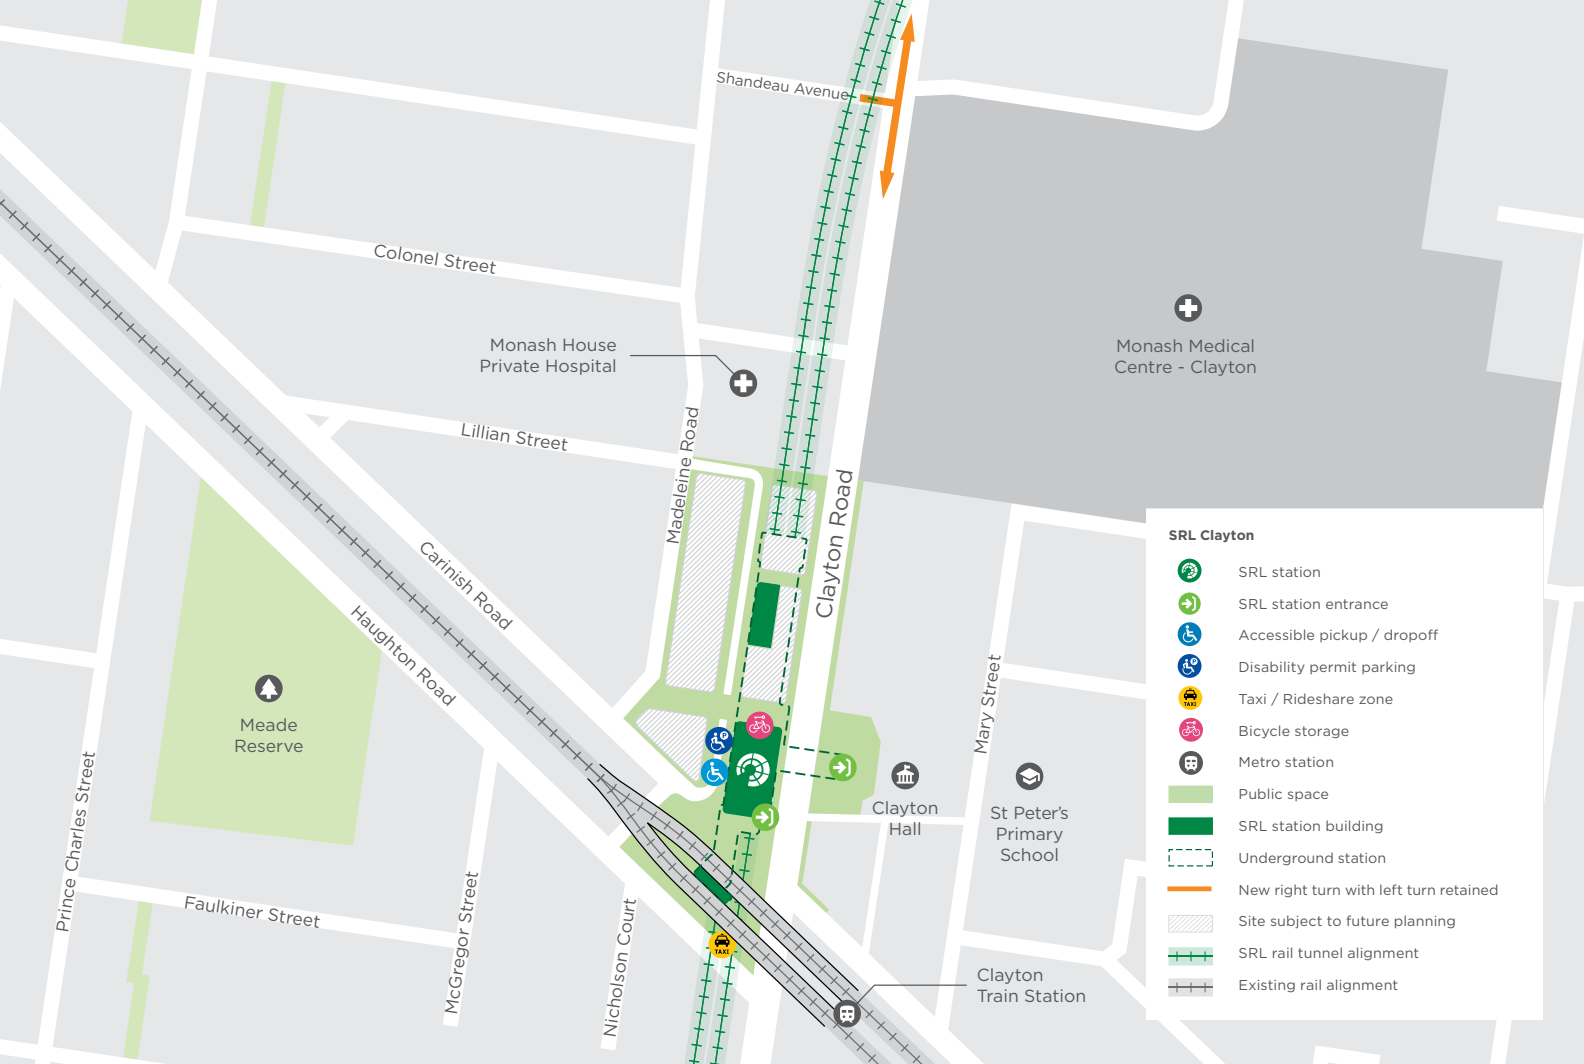 Shandeau Avenue
Colonel Street
Monash House
Private Hospital
Monash Medical
Centre - Clayton
Lillian Street
Madeleine Road
Clayton Road
Carinish Road
Haughton Road
Meade
Reserve
Prince Charles Street
Faulkiner Street
McGregor Street
Nicholson Court
Mary Street
P
P
TAXI
Clayton
Hall
St Peter's
Primary
School
Clayton
Train Station
SRL Clayton
SRL station
SRL station entrance
Accessible pickup / dropoff
P
Disability permit parking
TAXI
Taxi / Rideshare zone
Bicycle storage
Metro station
Public space
SRL station building
Underground station
New right turn with left turn retained
Site subject to future planning
SRL rail tunnel alignment
Existing rail alignment